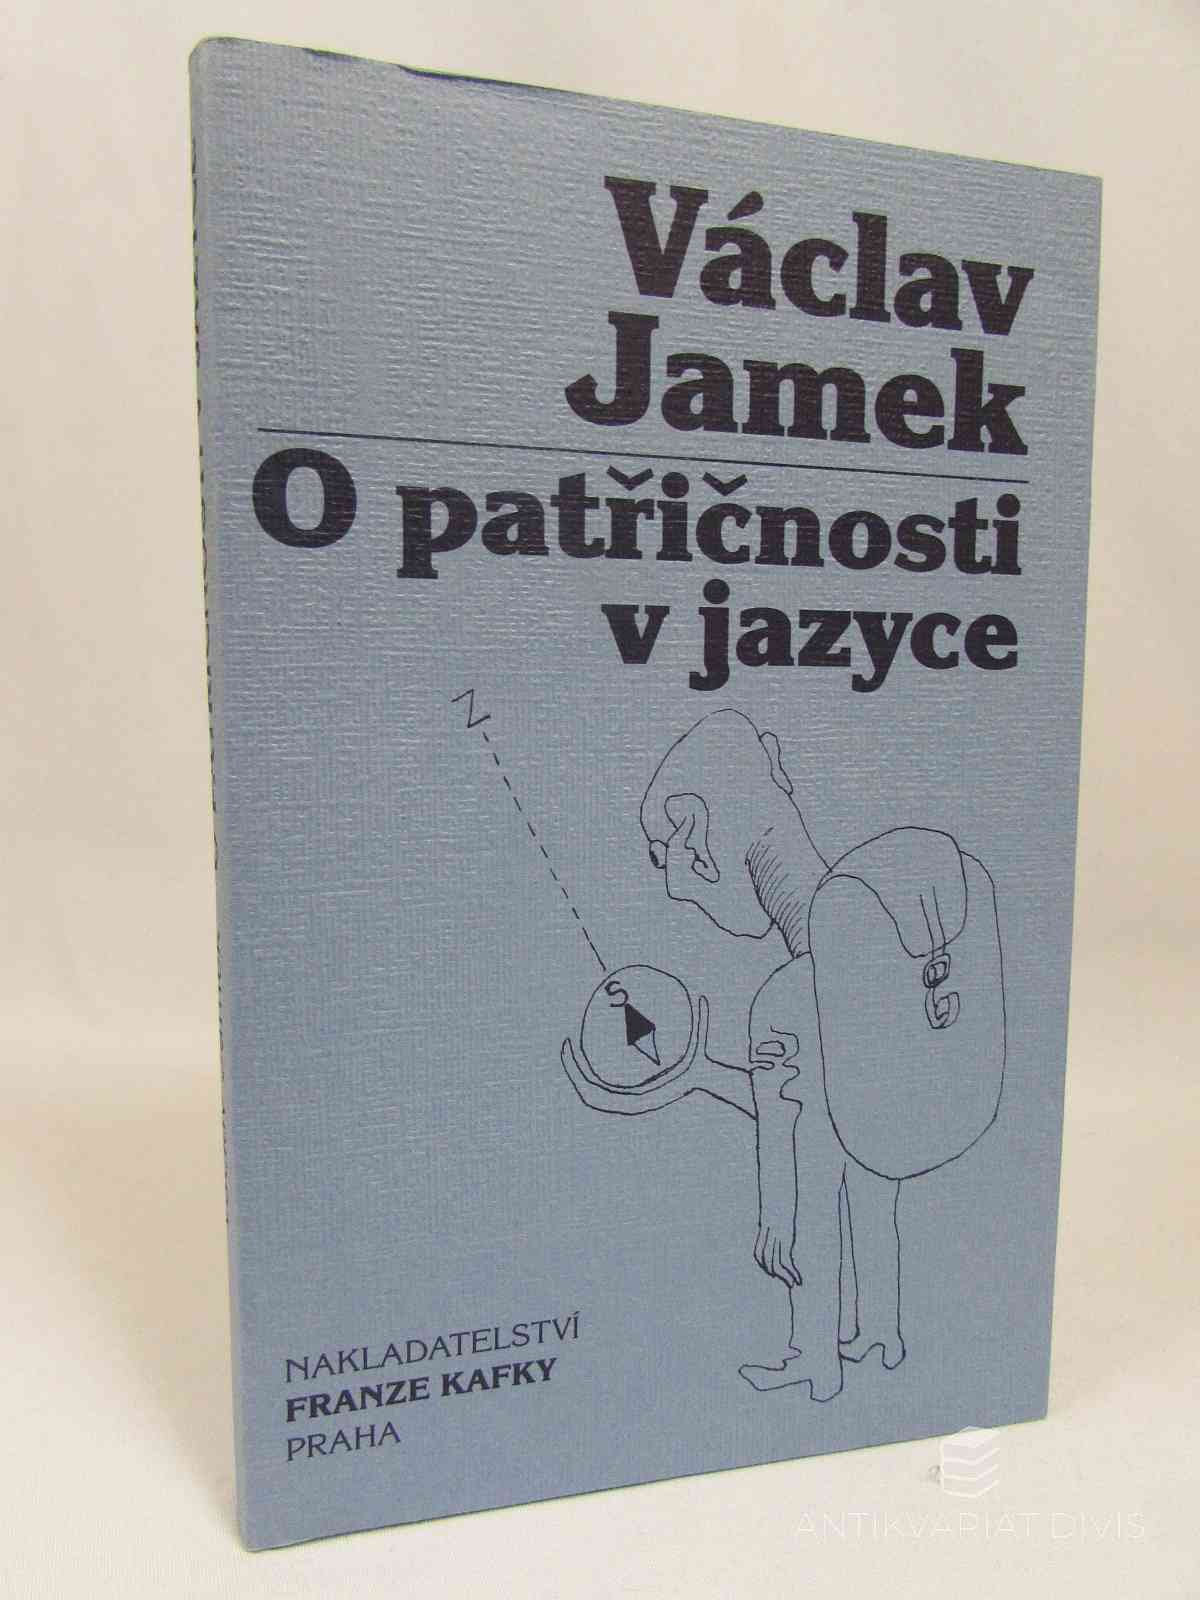 Václav
Jamek
O patřičnosti
v jazyce
N
S
NAKLADATELSTVÍ
FRANZE KAFKY
PRAHA
ANTIKVARIÁT DIVIŠ